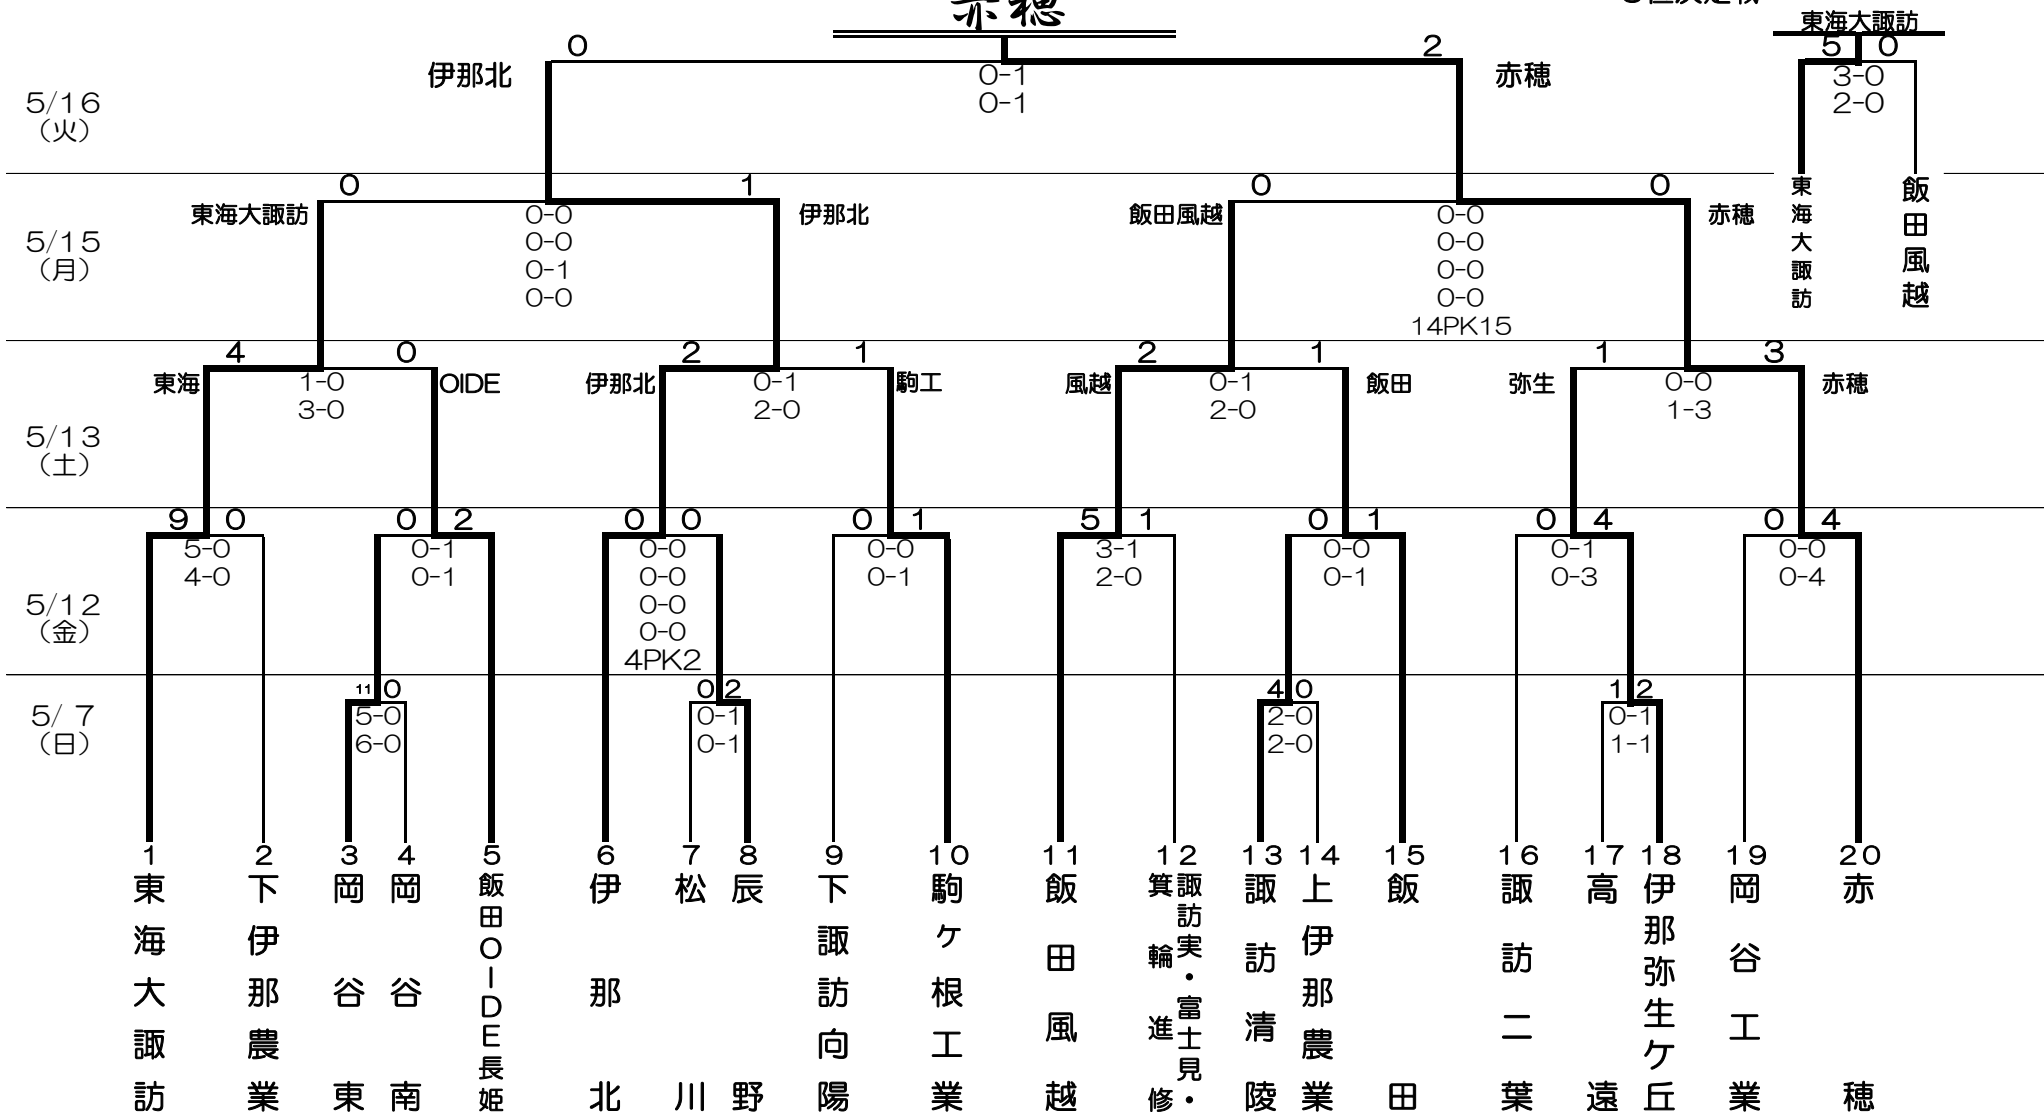 赤穂
東海大諏訪
0 2 5 0
伊那北 0-1 赤穂 3-0
0-1 2-0
5/16
（火）
0 1 0 0
東海大諏訪 0-0 伊那北 飯田風越 0-0 赤穂 東海大諏訪 飯田風越
5/15 0-0 0-0
（月） 0-1 0-0
0-0 0-0
14PK15
4 0 2 1 2 1 1 3
東海 1-0 OIDE 伊那北 0-1 駒工 風越 0-1 飯田 弥生 0-0 赤穂
3-0 2-0 2-0 1-3
5/13
（土）
9 0 0 2 0 0 0 1 5 1 0 1 0 4 0 4
5-0 0-1 0-0 0-0 3-1 0-0 0-1 0-0
4-0 0-1 0-0 0-1 2-0 0-1 0-3 0-4
5/12 0-0
（金） 0-0
4PK2
11 0 0 2 4 0 1 2
5/ 7 5-0 0-1 2-0 0-1
（日） 6-0 0-1 2-0 1-1
1 2 3 4 5 6 7 8 9 10 11 12 13 14 15 16 17 18 19 20
東海大諏訪
下伊那農業
岡谷東
岡谷南
飯田OIDE長姫
伊那北
松川
辰野
下諏訪向陽
駒ケ根工業
飯田風越
諏訪実・富士見・
箕輪進修
諏訪清陵
上伊那農業
飯田
諏訪二葉
高遠
伊那弥生ケ丘
岡谷工業
赤穂